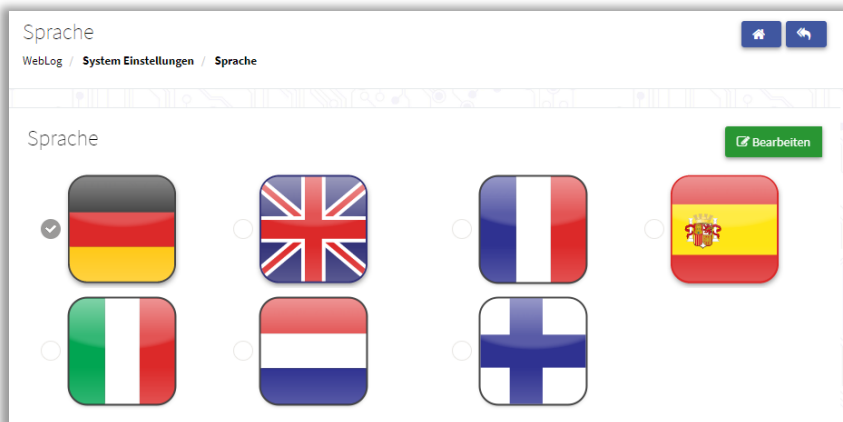 Sprache
WebLog / System Einstellungen / Sprache
Sprache
Bearbeiten